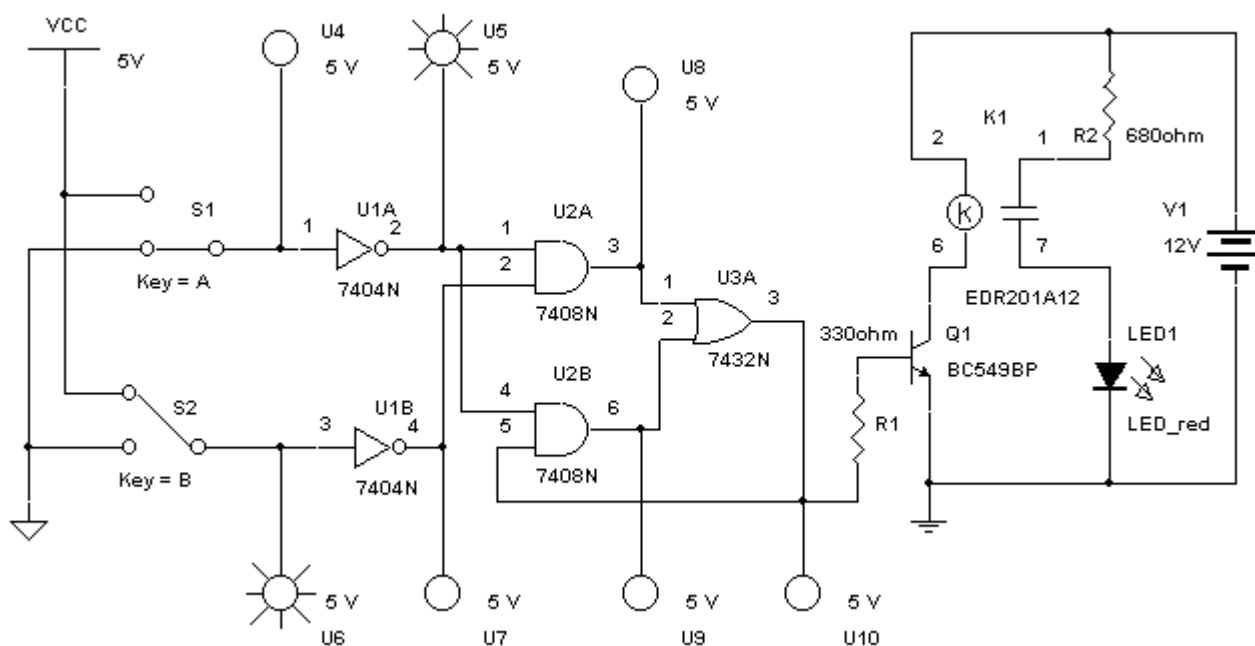 VCC
5V
U4
5 V
U5
5 V
U8
5 V
K1
2
1
R2
680ohm
S1
1
U1A
2
U2A
1
2
3
V1
12V
6
7
Key = A
7404N
U3A
1
2
3
EDR201A12
7408N
330ohm
Q1
LED1
7432N
BC549BP
U2B
S2
U1B
4
6
R1
LED_red
3
4
5
Key = B
7404N
7408N
5 V
5 V
5 V
5 V
U6
U7
U9
U10